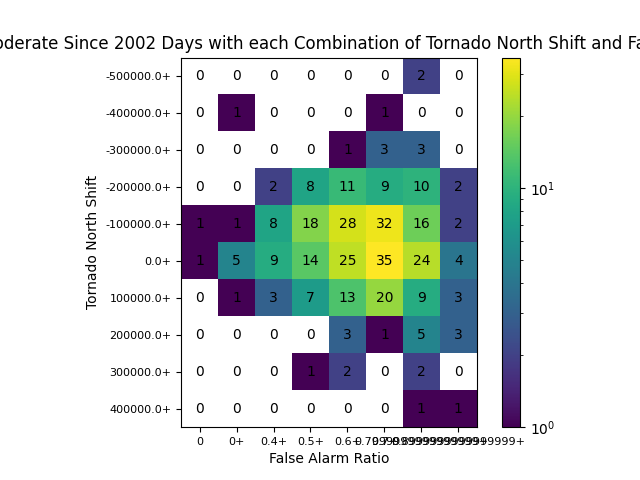 oderate Since 2002 Days with each Combination of Tornado North Shift and Fa
-500000.0+ 0 0 0 0 0 0 2 0
-400000.0+ 0 1 0 0 0 1 0 0
-300000.0+ 0 0 0 0 1 3 3 0
-200000.0+ 0 0 2 8 11 9 10 2
-100000.0+ 1 1 8 18 28 32 16 2
0.0+ 1 5 9 14 25 35 24 4
100000.0+ 0 1 3 7 13 20 9 3
200000.0+ 0 0 0 0 3 1 5 3
300000.0+ 0 0 0 1 2 0 2 0
400000.0+ 0 0 0 0 0 0 1 1
0 0+ 0.4+ 0.5+ 0.6+
False Alarm Ratio
Tornado North Shift
10¹
10⁰